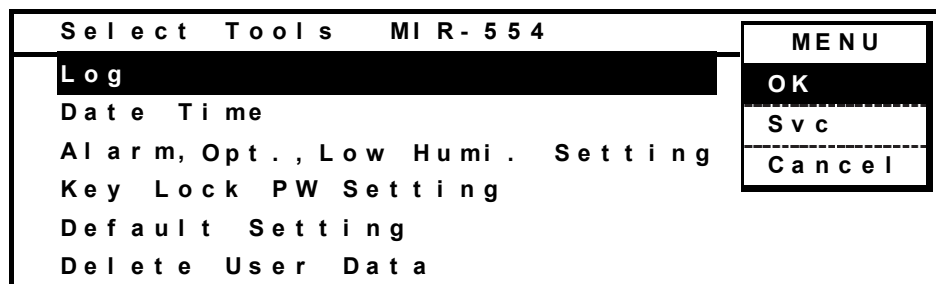 Select Tools MIR-554
Log
Date Time
Alarm, Opt., Low Humi. Setting
Key Lock PW Setting
Default Setting
Delete User Data
MENU
OK
Svc
Cancel